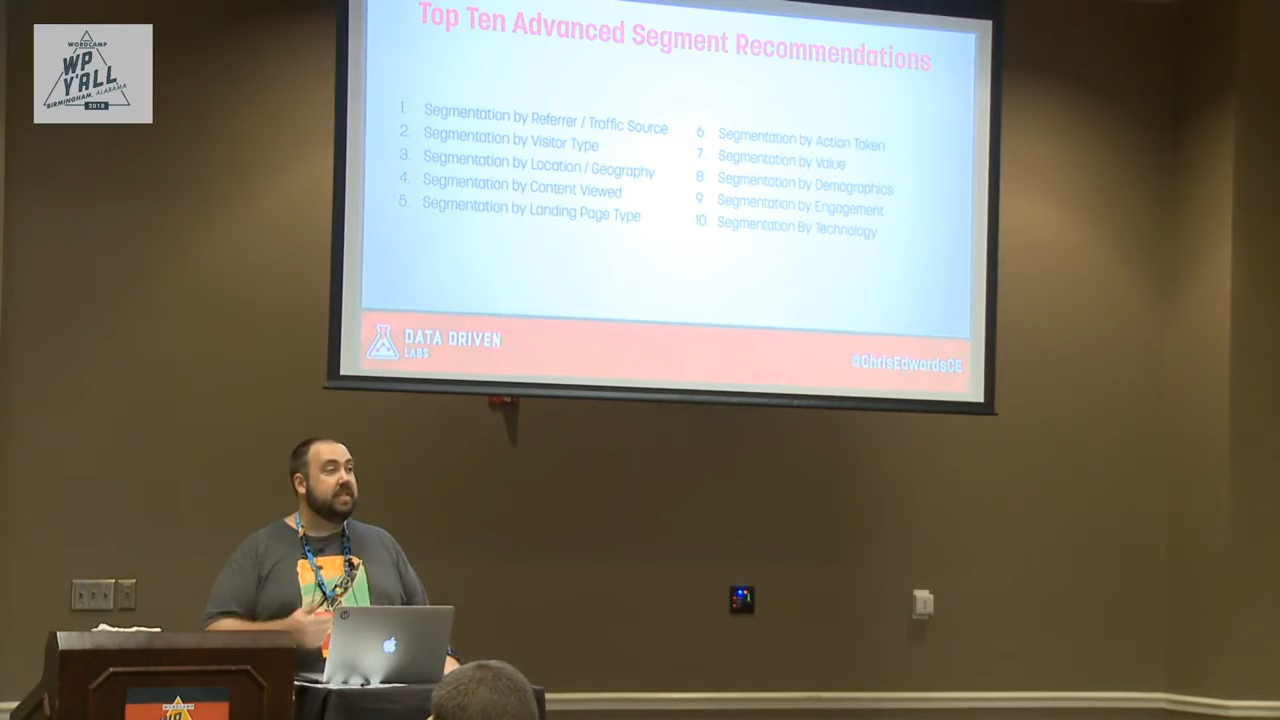 WORDCAMP
WP
Y'ALL
BIRMINGHAM, ALABAMA
2018
Top Ten Advanced Segment Recommendations
1. Segmentation by Referrer / Traffic Source
2. Segmentation by Visitor Type
3. Segmentation by Location / Geography
4. Segmentation by Content Viewed
5. Segmentation by Landing Page Type
6. Segmentation by Action Taken
7. Segmentation by Value
8 Segmentation by Demographics
9 Segmentation by Engagement
10. Segmentation By Technology
DATA DRIVEN
LABS
@ChrisEdwardsCE
WORDCAMP
WP